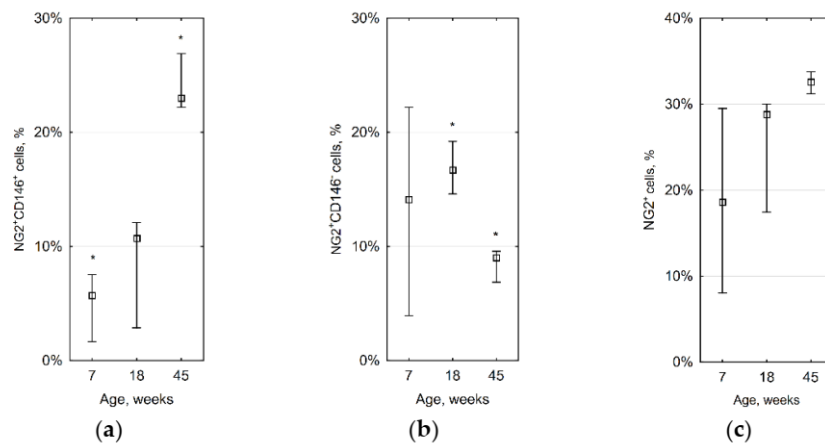 30%
20%
10%
0%
NG2⁺CD146⁺ cells, %
*
*
7 18 45
Age, weeks
(a)
30%
20%
10%
0%
NG2⁺CD146⁻ cells, %
*
*
7 18 45
Age, weeks
(b)
40%
30%
20%
10%
0%
NG2⁺ cells, %
7 18 45
Age, weeks
(c)